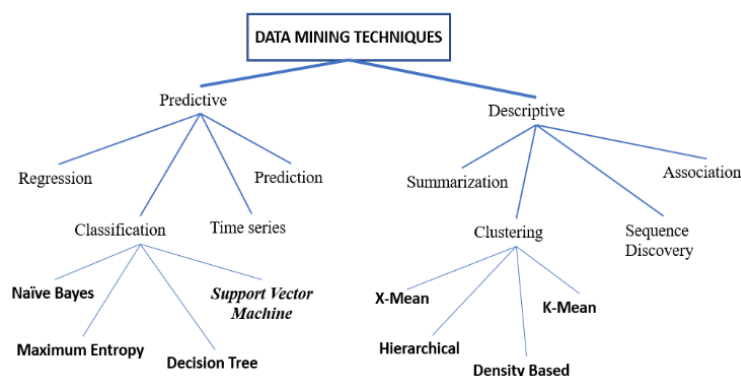 DATA MINING TECHNIQUES
Predictive
Descriptive
Regression
Prediction
Summarization
Association
Classification
Time series
Clustering
Sequence
Discovery
Naïve Bayes
Support Vector
Machine
X-Mean
K-Mean
Maximum Entropy
Decision Tree
Hierarchical
Density Based